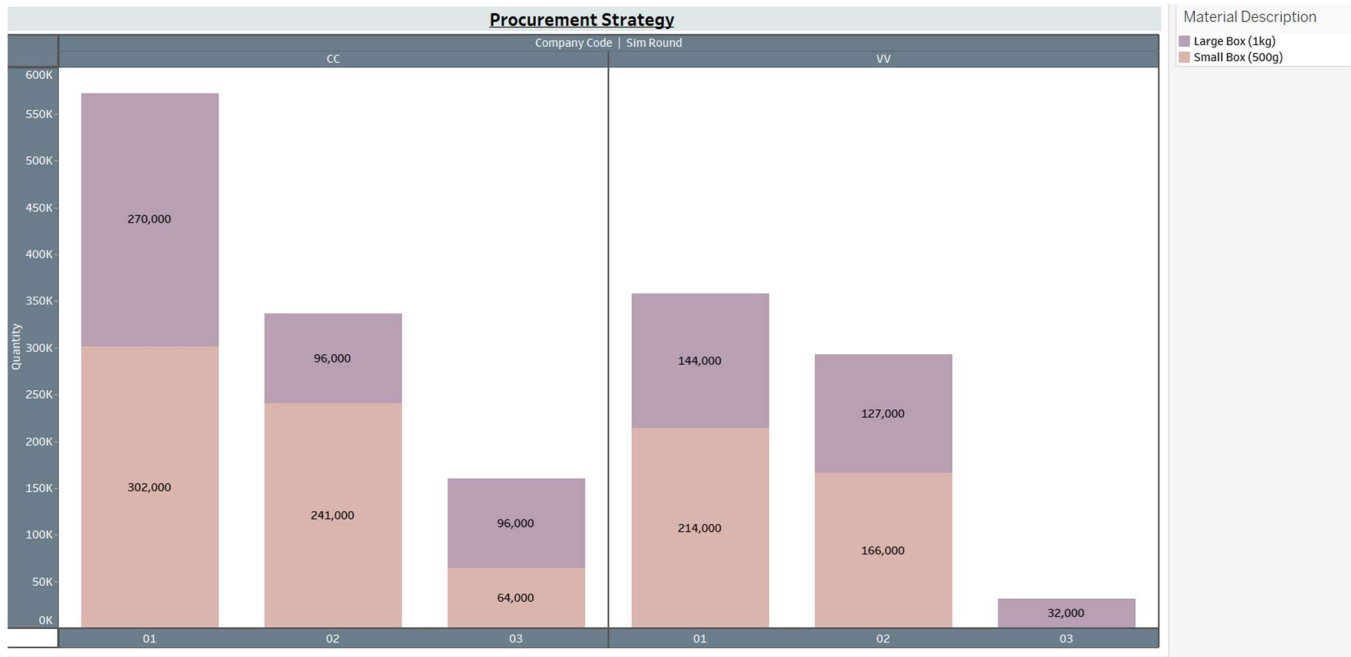 Procurement Strategy
Material Description
Large Box (1kg)
Small Box (500g)
Company Code | Sim Round
CC VV
600K
550K
500K
450K
400K
350K
300K
250K
200K
150K
100K
50K
0K
Quantity
270,000
302,000
96,000
241,000
96,000
64,000
144,000
214,000
127,000
166,000
32,000
01 02 03 01 02 03